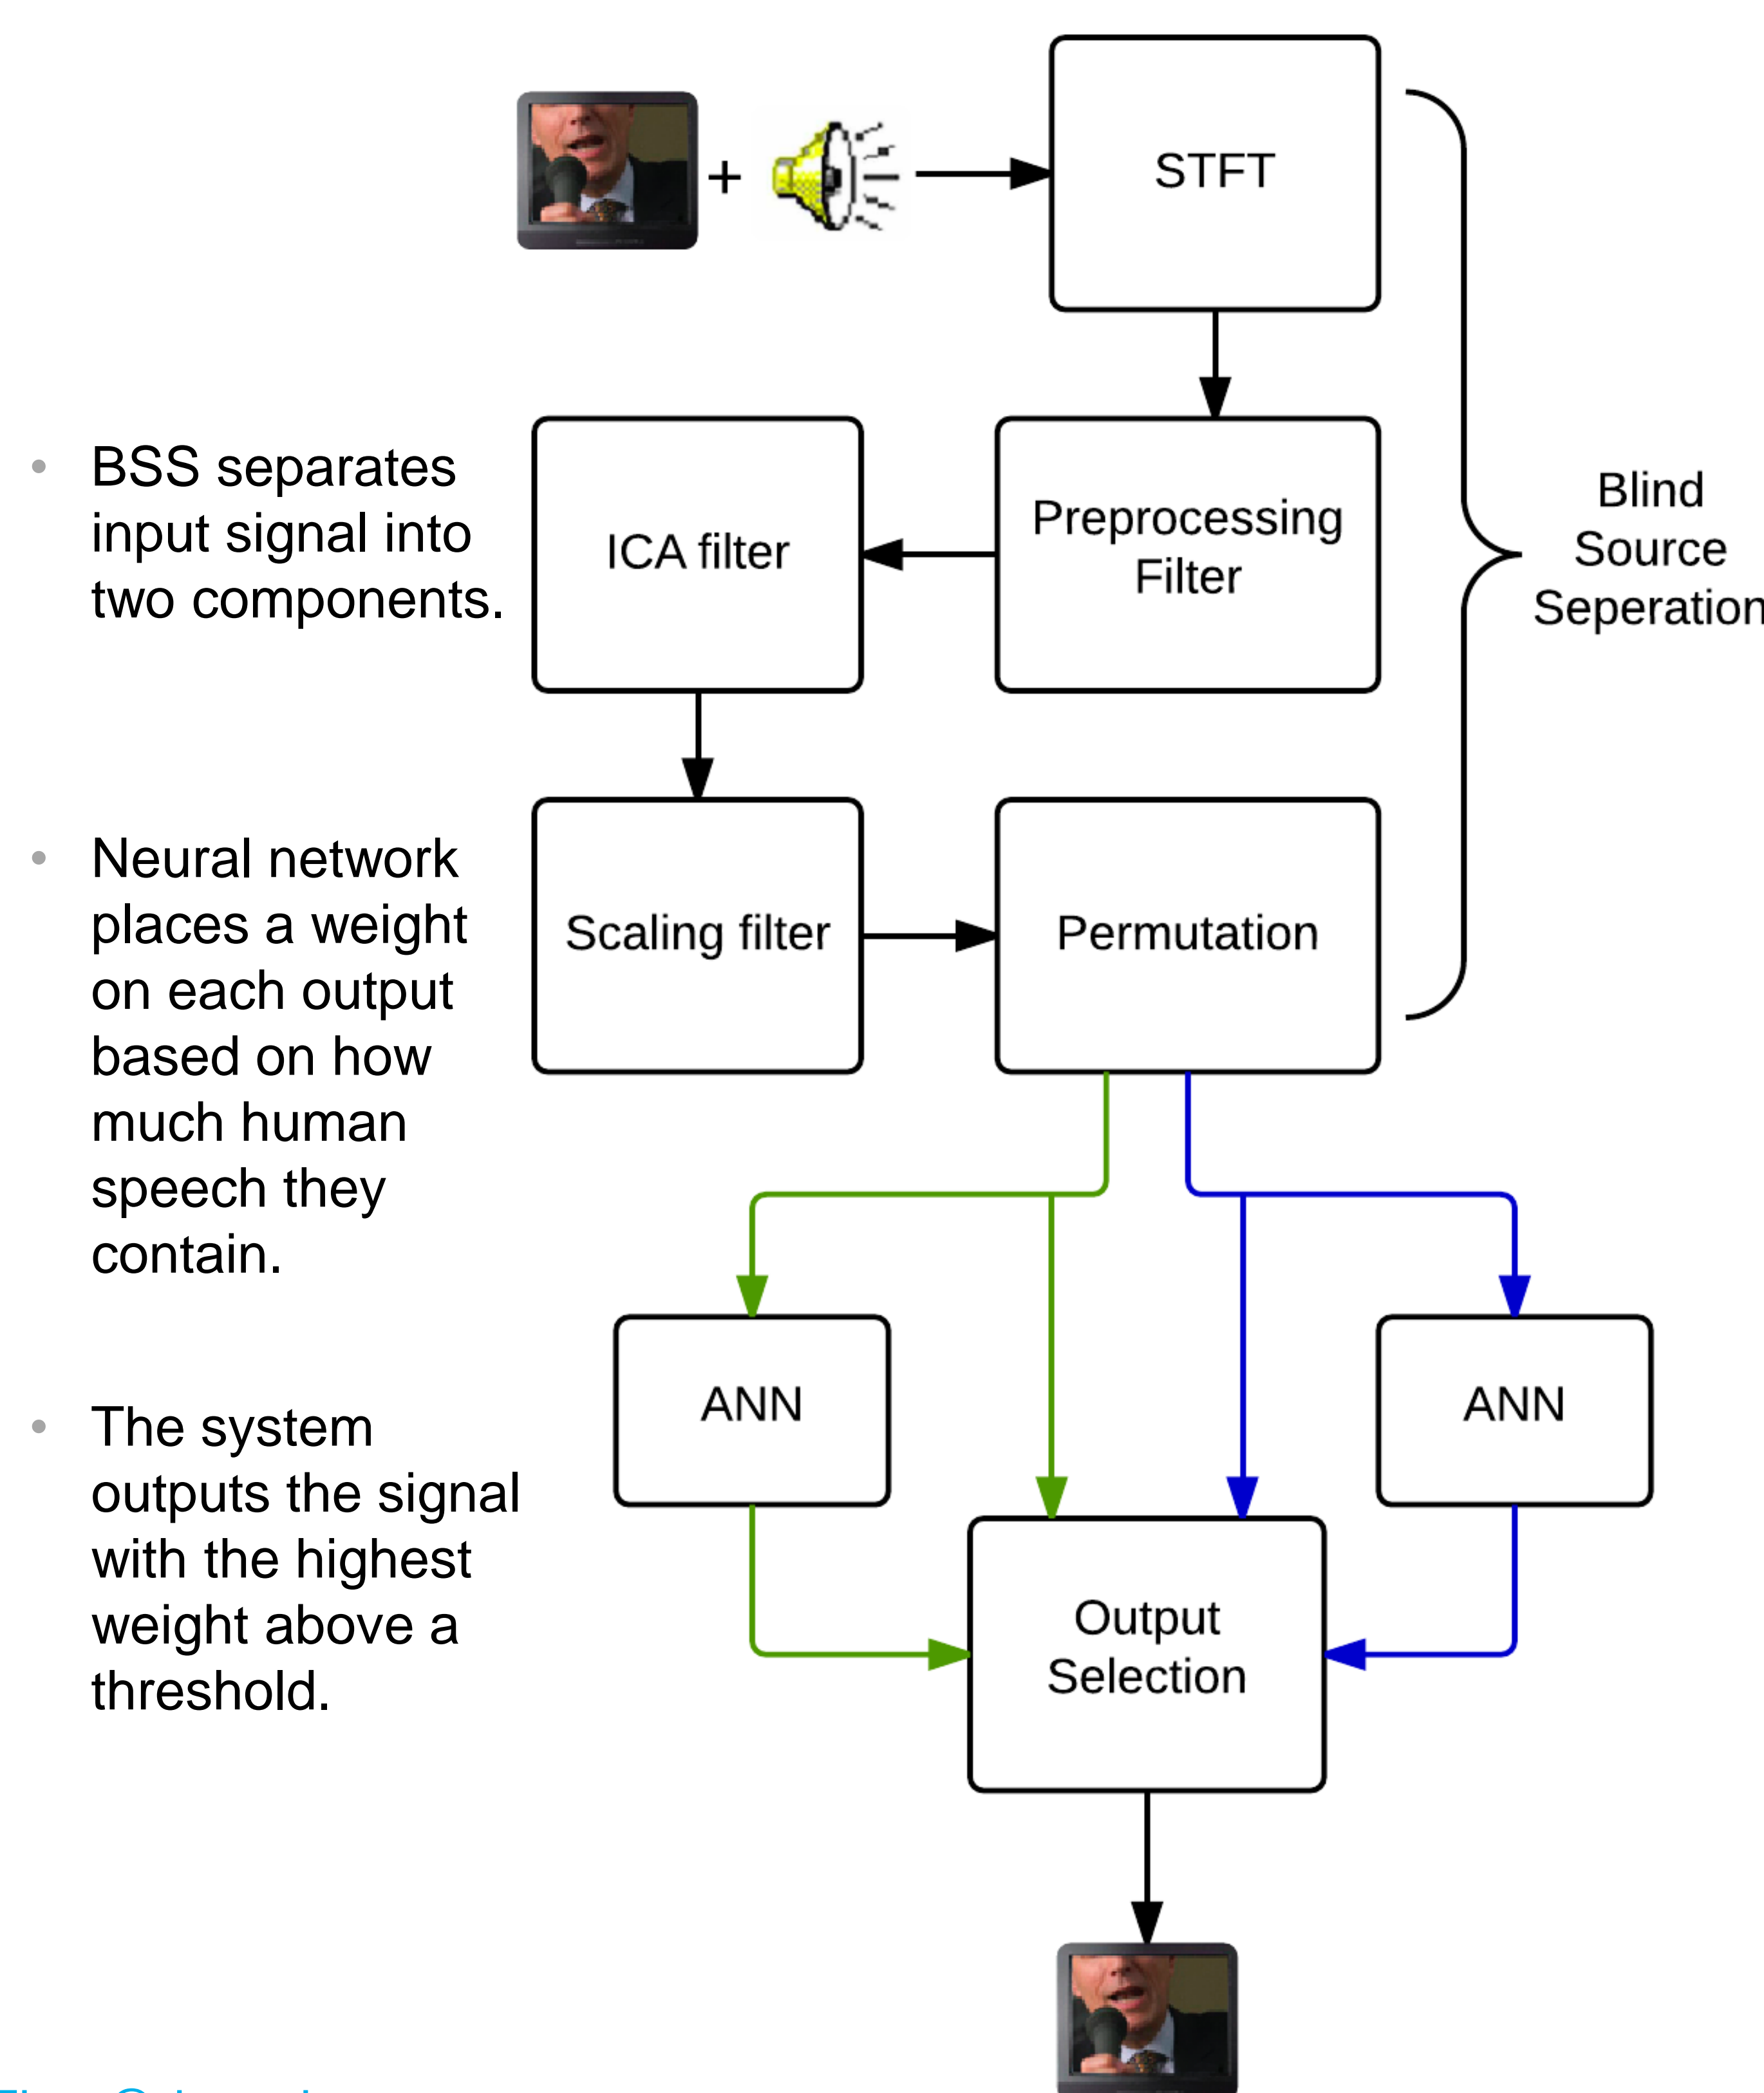 +
STFT
• BSS separates
input signal into
two components.
ICA filter
Preprocessing
Filter
Blind
Source
Seperation
• Neural network
places a weight
on each output
based on how
much human
speech they
contain.
Scaling filter
Permutation
ANN
ANN
• The system
outputs the signal
with the highest
weight above a
threshold.
Output
Selection